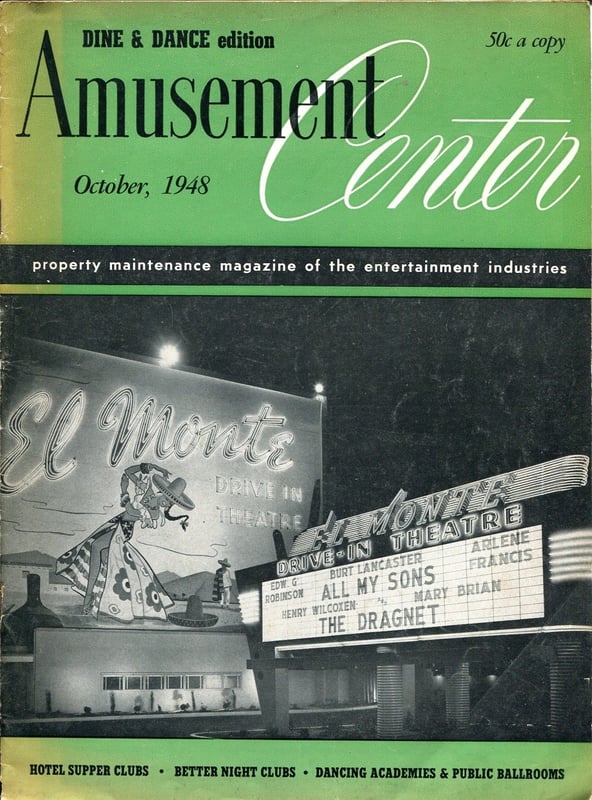 DINE & DANCE edition
50c a copy
Amusement
Center
October, 1948
property maintenance magazine of the entertainment industries
El Monte
DRIVE IN
THEATRE
EL MONTE
DRIVE-IN THEATRE
EDW. G ROBINSON BURT LANCASTER ARLENE FRANCIS
ALL MY SONS
HENRY WILCOXEN MARY BRIAN
THE DRAGNET
HOTEL SUPPER CLUBS • BETTER NIGHT CLUBS • DANCING ACADEMIES & PUBLIC BALLROOMS